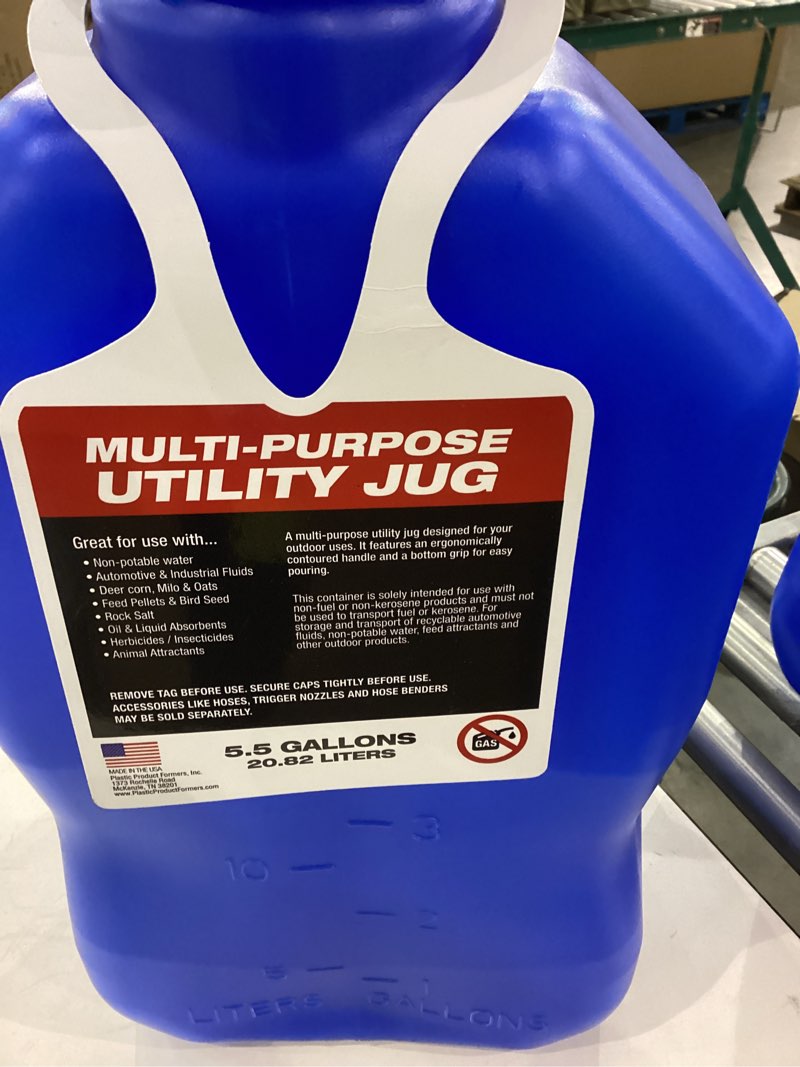 MULTI-PURPOSE
UTILITY JUG
Great for use with...
• Non-potable water
• Automotive & Industrial Fluids
• Deer corn, Milo & Oats
• Feed Pellets & Bird Seed
• Rock Salt
• Oil & Liquid Absorbents
• Herbicides / Insecticides
• Animal Attractants
A multi-purpose utility jug designed for your
outdoor uses. It features an ergonomically
contoured handle and a bottom grip for easy
pouring.
This container is solely intended for use with
non-fuel or non-kerosene products and must not
be used to transport fuel or kerosene. For
storage and transport of recyclable automotive
fluids, non-potable water, feed attractants and
other outdoor products.
REMOVE TAG BEFORE USE. SECURE CAPS TIGHTLY BEFORE USE.
ACCESSORIES LIKE HOSES, TRIGGER NOZZLES AND HOSE BENDERS
MAY BE SOLD SEPARATELY.
MADE IN THE USA
Plastic Product Formers, Inc.
1373 Rochelle Road
McKenzie, TN 38201
www.PlasticProductFormers.com
5.5 GALLONS
20.82 LITERS
GAS
3
10
2
5
1
LITERS GALLONS